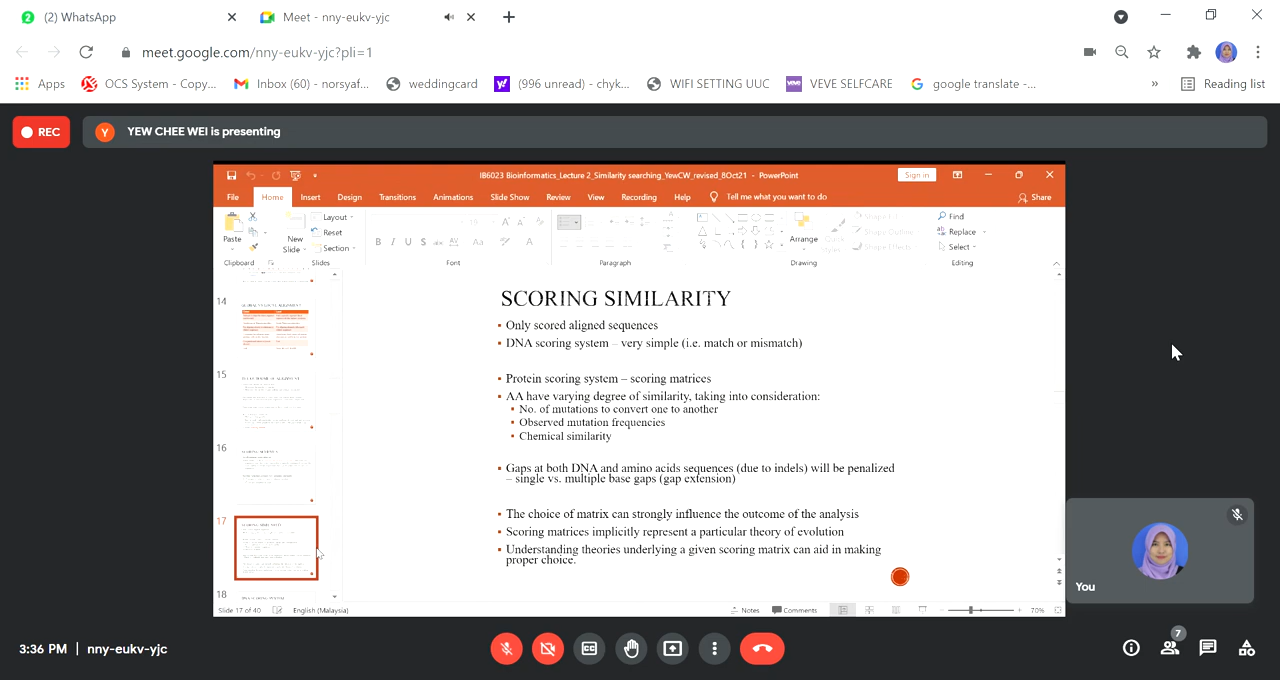 (2) WhatsApp
Meet - nny-eukv-yjc
meet.google.com/nny-eukv-yjc?pli=1
Apps
OCS System - Copy...
Inbox (60) - norsyaf...
weddingcard
(996 unread) - chyk...
WIFI SETTING UUC
VEVE SELFCARE
google translate -...
»
Reading list
REC
Y
YEW CHEE WEI is presenting
IB6023 Bioinformatics_Lecture 2_Similarity searching_YewCW_revised_8Oct21 - PowerPoint
Sign in
File
Home
Insert
Design
Transitions
Animations
Slide Show
Review
View
Recording
Help
Tell me what you want to do
Share
Paste
New
Slide
Layout
Reset
Section
Arrange
Find
Replace
Select
Clipboard
Slides
Font
Paragraph
Drawing
Editing
14
15
16
17
18
SCORING SIMILARITY
Only scored aligned sequences
DNA scoring system – very simple (i.e. match or mismatch)
Protein scoring system – scoring matrices
AA have varying degree of similarity, taking into consideration:
No. of mutations to convert one to another
Observed mutation frequencies
Chemical similarity
Gaps at both DNA and amino acids sequences (due to indels) will be penalized
– single vs. multiple base gaps (gap extension)
The choice of matrix can strongly influence the outcome of the analysis
Scoring matrices implicitly represent a particular theory of evolution
Understanding theories underlying a given scoring matrix can aid in making
proper choice.
Slide 17 of 40
English (Malaysia)
Notes
Comments
70%
You
3:36 PM | nny-eukv-yjc
7